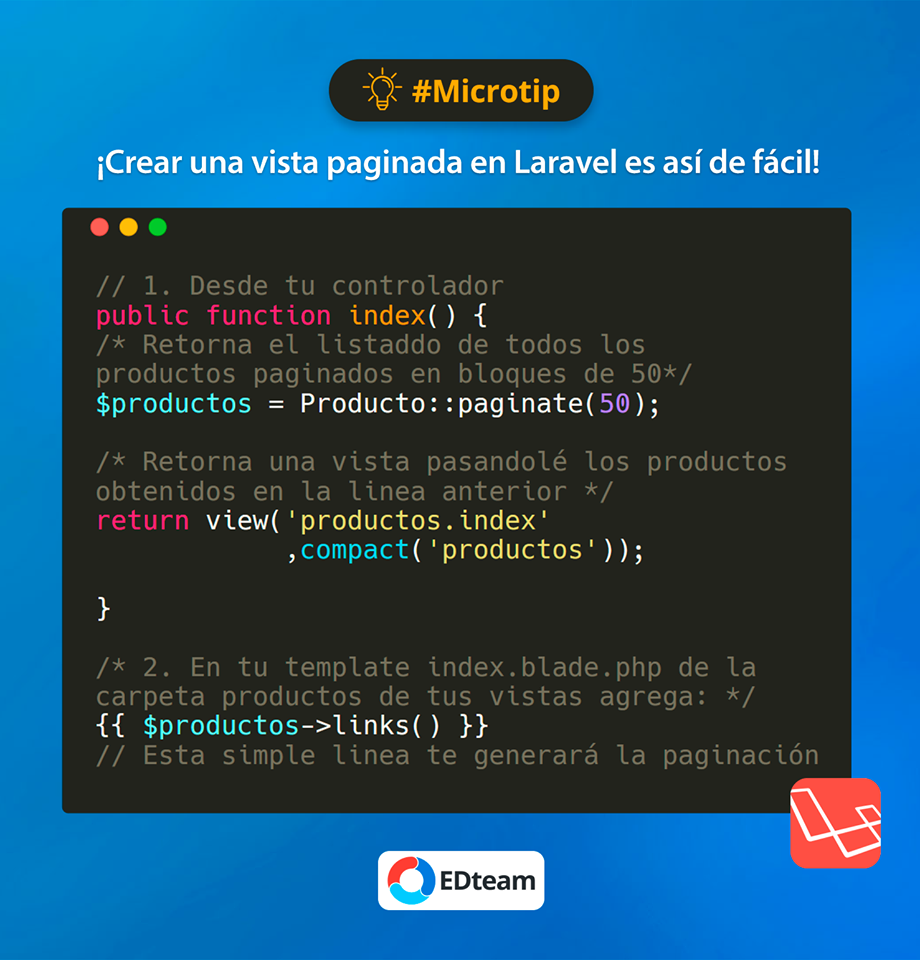 #Microtip
¡Crear una vista paginada en Laravel es así de fácil!
// 1. Desde tu controlador
public function index() {
/* Retorna el listaddo de todos los
productos paginados en bloques de 50*/
$productos = Producto::paginate(50);
/* Retorna una vista pasandolé los productos
obtenidos en la linea anterior */
return view('productos.index'
,compact('productos'));
}
/* 2. En tu template index.blade.php de la
carpeta productos de tus vistas agrega: */
{{ $productos->links() }}
// Esta simple linea te generará la paginación
EDteam